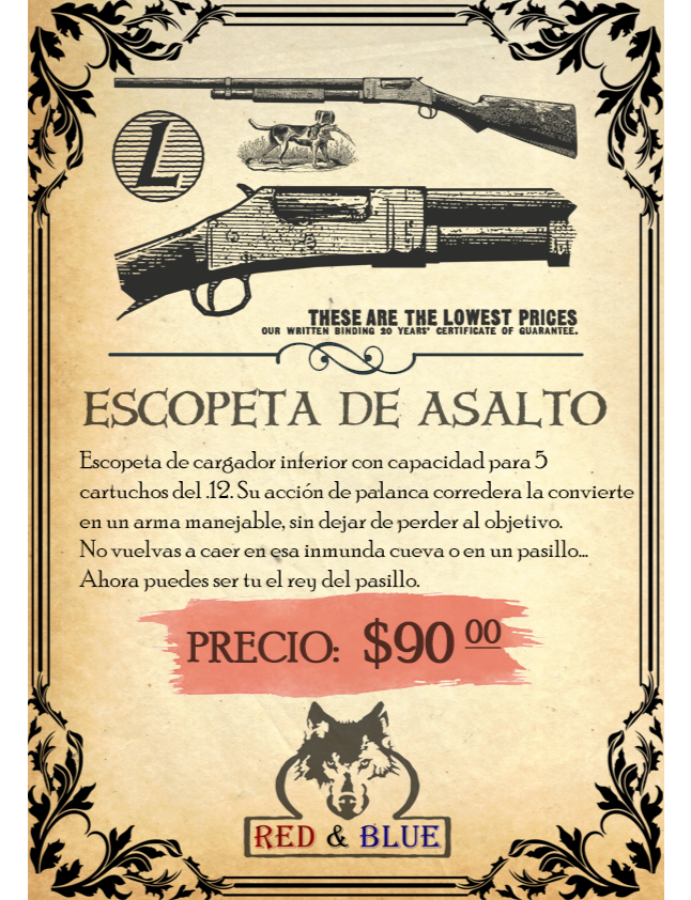 L
THESE ARE THE LOWEST PRICES
OUR WRITTEN BINDING 20 YEARS' CERTIFICATE OF GUARANTEE.
ESCOPETA DE ASALTO
Escopeta de cargador inferior con capacidad para 5
cartuchos del .12. Su acción de palanca corredera la convierte
en un arma manejable, sin dejar de perder al objetivo.
No vuelvas a caer en esa inmunda cueva o en un pasillo...
Ahora puedes ser tu el rey del pasillo.
PRECIO: $90 00
RED & BLUE